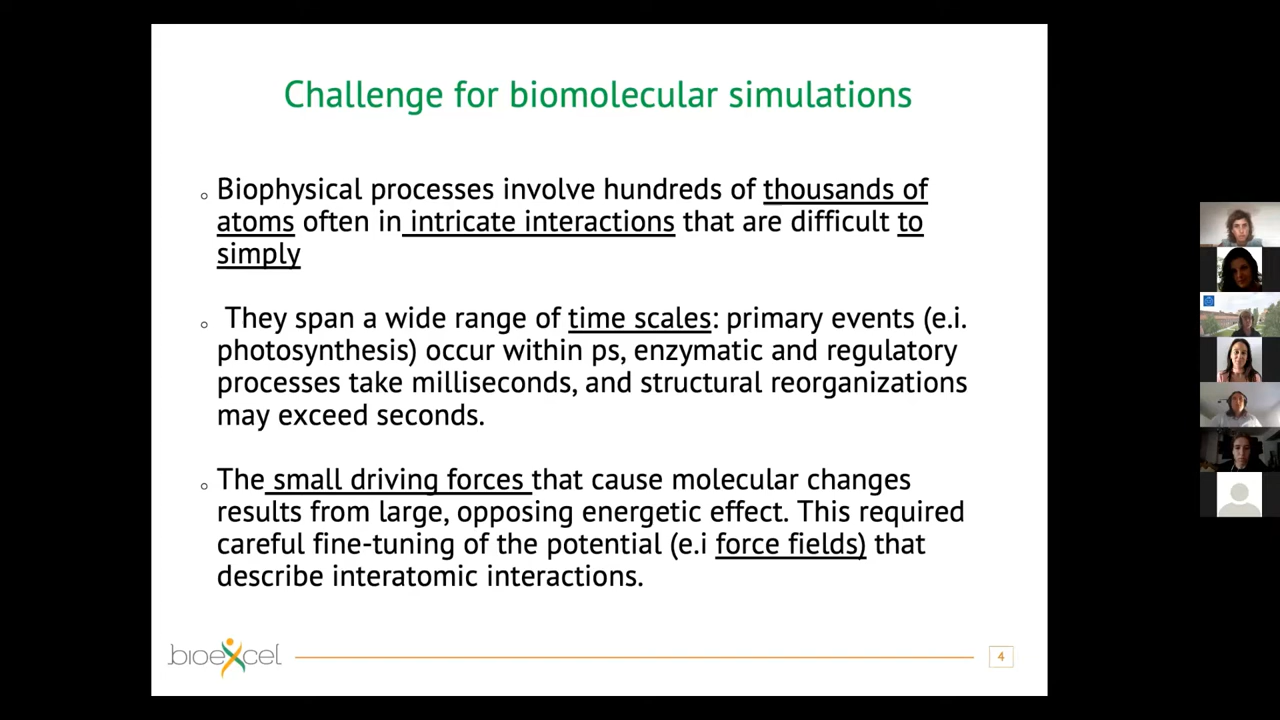 Challenge for biomolecular simulations
Biophysical processes involve hundreds of thousands of
atoms often in intricate interactions that are difficult to
simply
They span a wide range of time scales: primary events (e.i.
photosynthesis) occur within ps, enzymatic and regulatory
processes take milliseconds, and structural reorganizations
may exceed seconds.
The small driving forces that cause molecular changes
results from large, opposing energetic effect. This required
careful fine-tuning of the potential (e.i force fields) that
describe interatomic interactions.
bioexcel
4